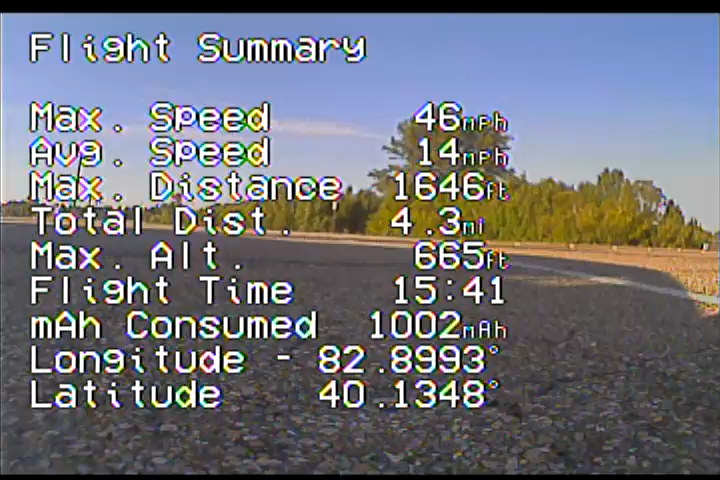 Flight Summary
Max. Speed 46mph
Avg. Speed 14mph
Max. Distance 1646ft
Total Dist. 4.3mi
Max. Alt. 665ft
Flight Time 15:41
mAh Consumed 1002mAh
Longitude - 82.8993°
Latitude 40.1348°